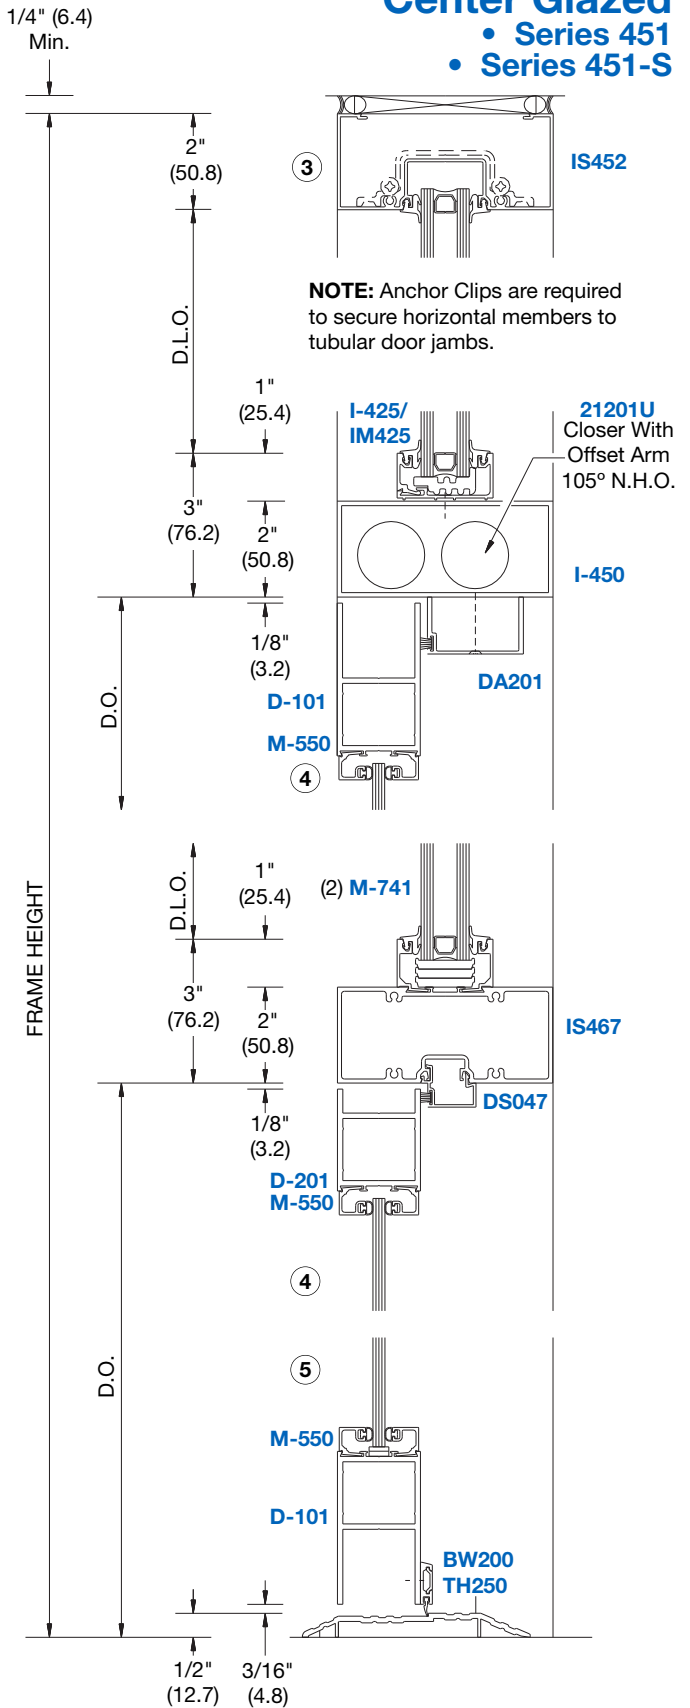 Center Glazed
• Series 451
• Series 451-S
1/4" (6.4)
Min.
2"
(50.8)
3
IS452
D.L.O.
NOTE: Anchor Clips are required
to secure horizontal members to
tubular door jambs.
1"
(25.4)
I-425/
IM425
21201U
Closer With
Offset Arm
105º N.H.O.
3"
(76.2)
2"
(50.8)
I-450
1/8"
(3.2)
DA201
D-101
D.O.
M-550
4
FRAME HEIGHT
D.L.O.
1"
(25.4)
(2) M-741
3"
(76.2)
2"
(50.8)
IS467
DS047
1/8"
(3.2)
D-201
M-550
4
D.O.
5
M-550
D-101
BW200
TH250
1/2"
(12.7)
3/16"
(4.8)